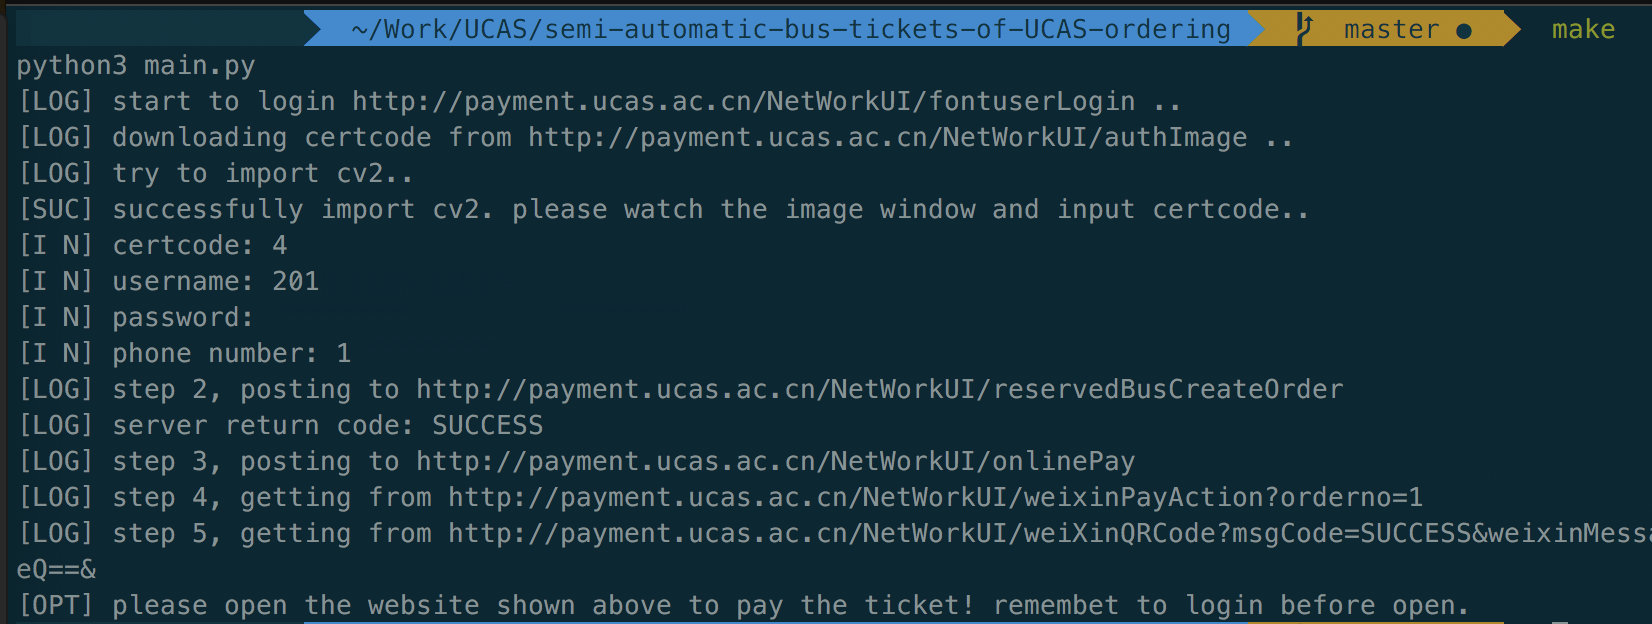 ~/Work/UCAS/semi-automatic-bus-tickets-of-UCAS-ordering master ● make
python3 main.py
[LOG] start to login http://payment.ucas.ac.cn/NetWorkUI/fontuserLogin ..
[LOG] downloading certcode from http://payment.ucas.ac.cn/NetWorkUI/authImage ..
[LOG] try to import cv2..
[SUC] successfully import cv2. please watch the image window and input certcode..
[I N] certcode: 4
[I N] username: 201
[I N] password:
[I N] phone number: 1
[LOG] step 2, posting to http://payment.ucas.ac.cn/NetWorkUI/reservedBusCreateOrder
[LOG] server return code: SUCCESS
[LOG] step 3, posting to http://payment.ucas.ac.cn/NetWorkUI/onlinePay
[LOG] step 4, getting from http://payment.ucas.ac.cn/NetWorkUI/weixinPayAction?orderno=1
[LOG] step 5, getting from http://payment.ucas.ac.cn/NetWorkUI/weiXinQRCode?msgCode=SUCCESS&weixinMess
eQ==&
[OPT] please open the website shown above to pay the ticket! remembet to login before open.